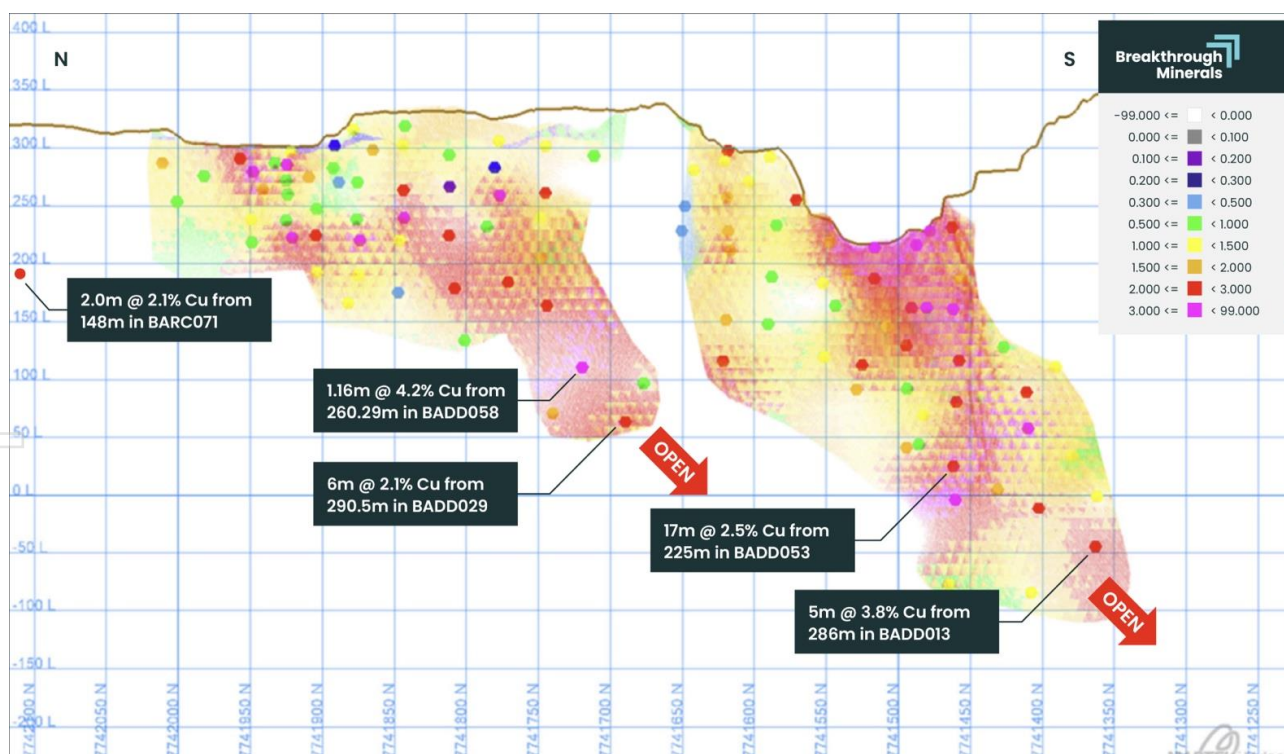 400 L
350 L
300 L
250 L
200 L
150 L
100 L
50 L
0 L
-50 L
-100 L
-150 L
-200 L
N
S
Breakthrough
Minerals
-99.000 <= < 0.000
0.000 <= < 0.100
0.100 <= < 0.200
0.200 <= < 0.300
0.300 <= < 0.500
0.500 <= < 1.000
1.000 <= < 1.500
1.500 <= < 2.000
2.000 <= < 3.000
3.000 <= < 99.000
2.0m @ 2.1% Cu from
148m in BARC071
1.16m @ 4.2% Cu from
260.29m in BADD058
6m @ 2.1% Cu from
290.5m in BADD029
OPEN
17m @ 2.5% Cu from
225m in BADD053
5m @ 3.8% Cu from
286m in BADD013
OPEN
7742050 N
7742000 N
7741950 N
7741900 N
7741850 N
7741800 N
7741750 N
7741700 N
7741650 N
7741600 N
7741550 N
7741500 N
7741450 N
7741400 N
7741350 N
7741300 N
7741250 N